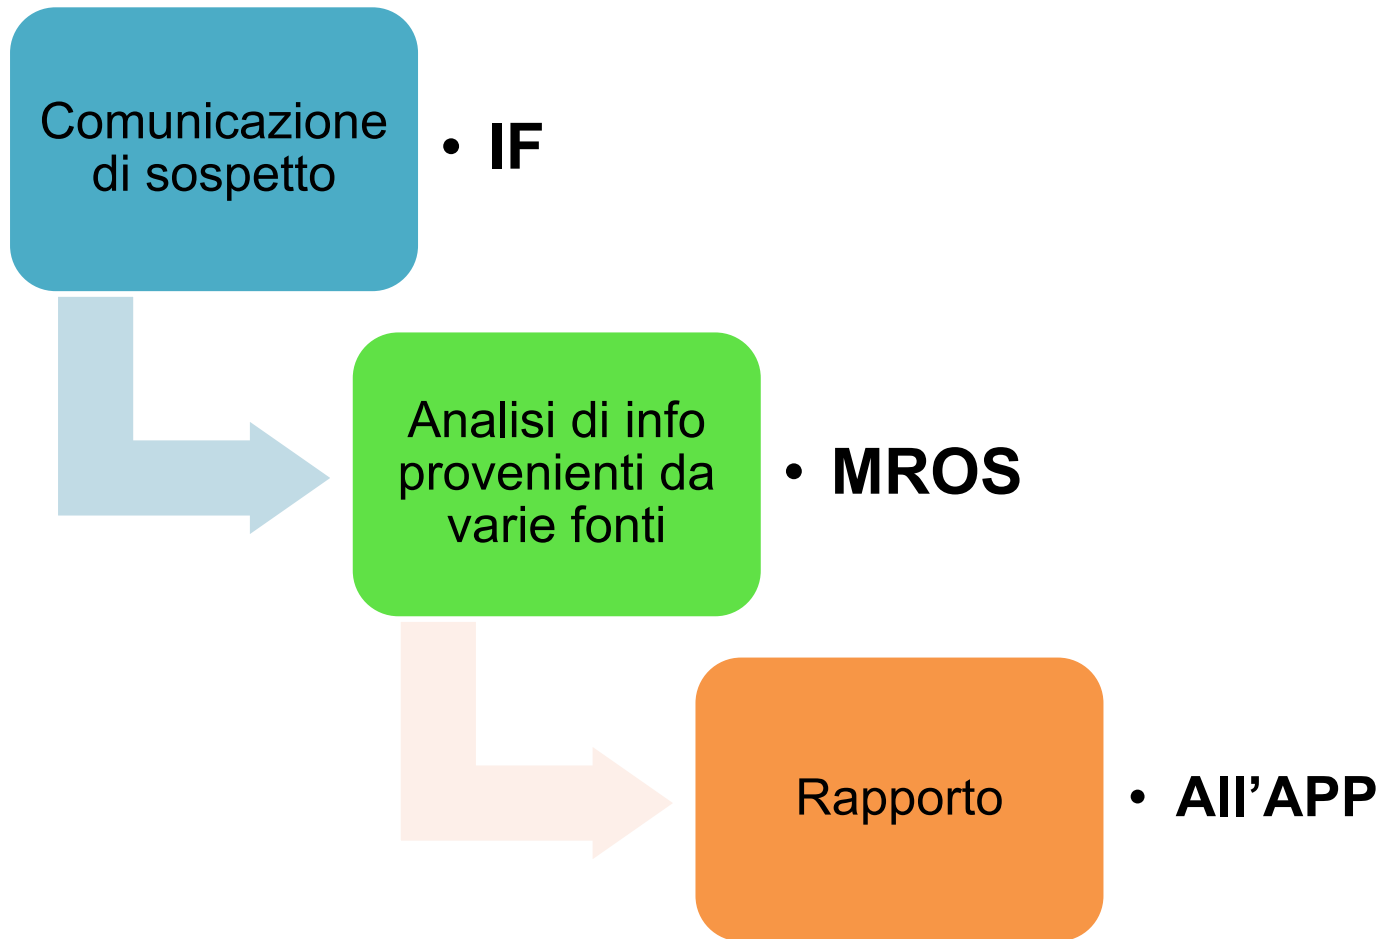 Comunicazione
di sospetto
• IF
Analisi di info
provenienti da
varie fonti
• MROS
Rapporto
• All’APP